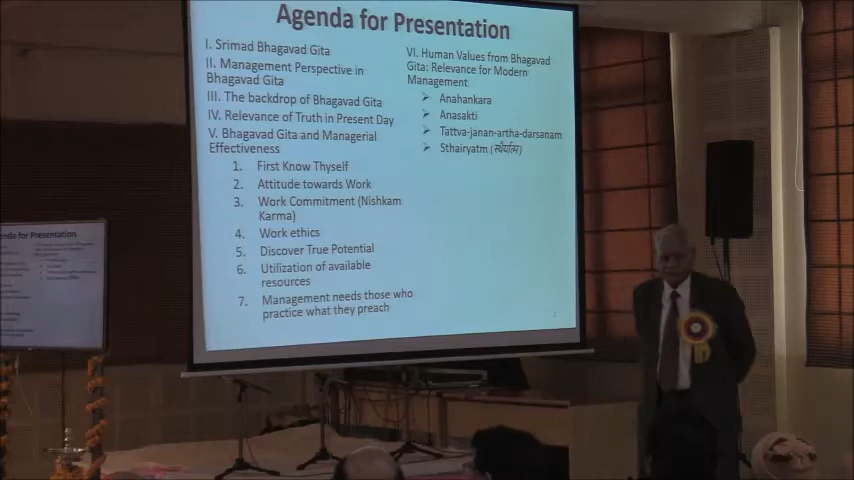 Agenda for Presentation
I. Srimad Bhagavad Gita
II. Management Perspective in
Bhagavad Gita
III. The backdrop of Bhagavad Gita
IV. Relevance of Truth in Present Day
V. Bhagavad Gita and Managerial
Effectiveness
1. First Know Thyself
2. Attitude towards Work
3. Work Commitment (Nishkam
Karma)
4. Work ethics
5. Discover True Potential
6. Utilization of available
resources
7. Management needs those who
practice what they preach
VI. Human Values from Bhagavad
Gita: Relevance for Modern
Management
Anahankara
Anasakti
Tattva-janan-artha-darsanam
Sthairyatm
nda for Presentation